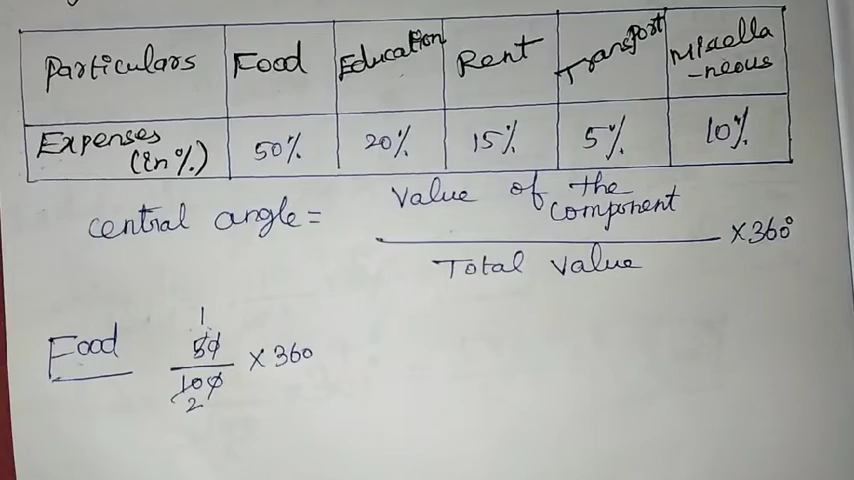 Particulars Food Education Rent Transport Miscella
-neous
Expenses
(in %) 50% 20% 15% 5% 10%
central angle = Value of the
component
Total value × 360°
Food 50/100 × 360
1
2